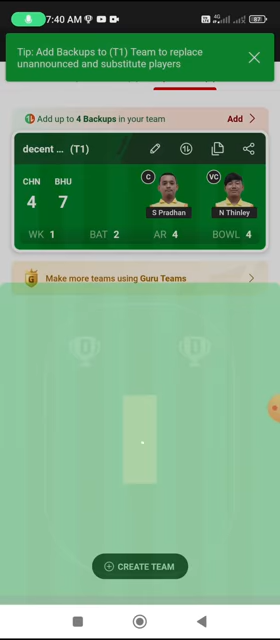 7:40 AM
87
Tip: Add Backups to (T1) Team to replace
unannounced and substitute players
Add up to 4 Backups in your team
Add
decent ... (T1)
CHN
BHU
4
7
C
VC
S Pradhan
N Thinley
WK 1
BAT 2
AR 4
BOWL 4
Make more teams using Guru Teams
CREATE TEAM